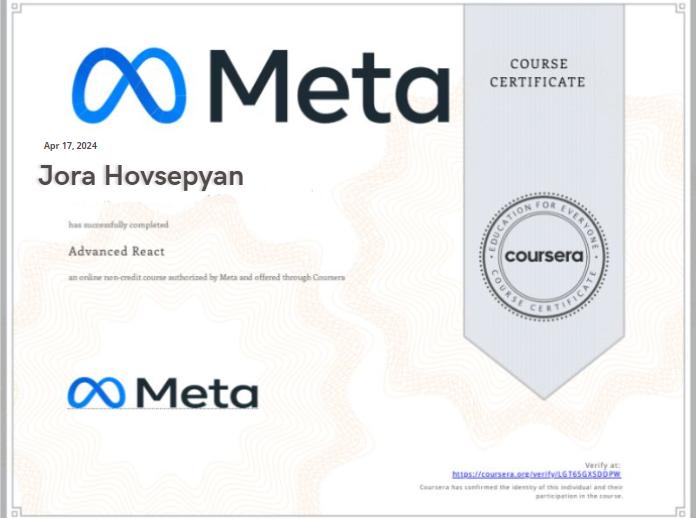 Meta
COURSE
CERTIFICATE
Apr 17, 2024
Jora Hovsepyan
has successfully completed
Advanced React
an online non-credit course authorized by Meta and offered through Coursera
EDUCATION FOR EVERYONE
coursera
COURSE CERTIFICATE
Meta
Verify at:
https://coursera.org/verify/LGT65GXSDDPW
Coursera has confirmed the identity of this individual and their
participation in the course.